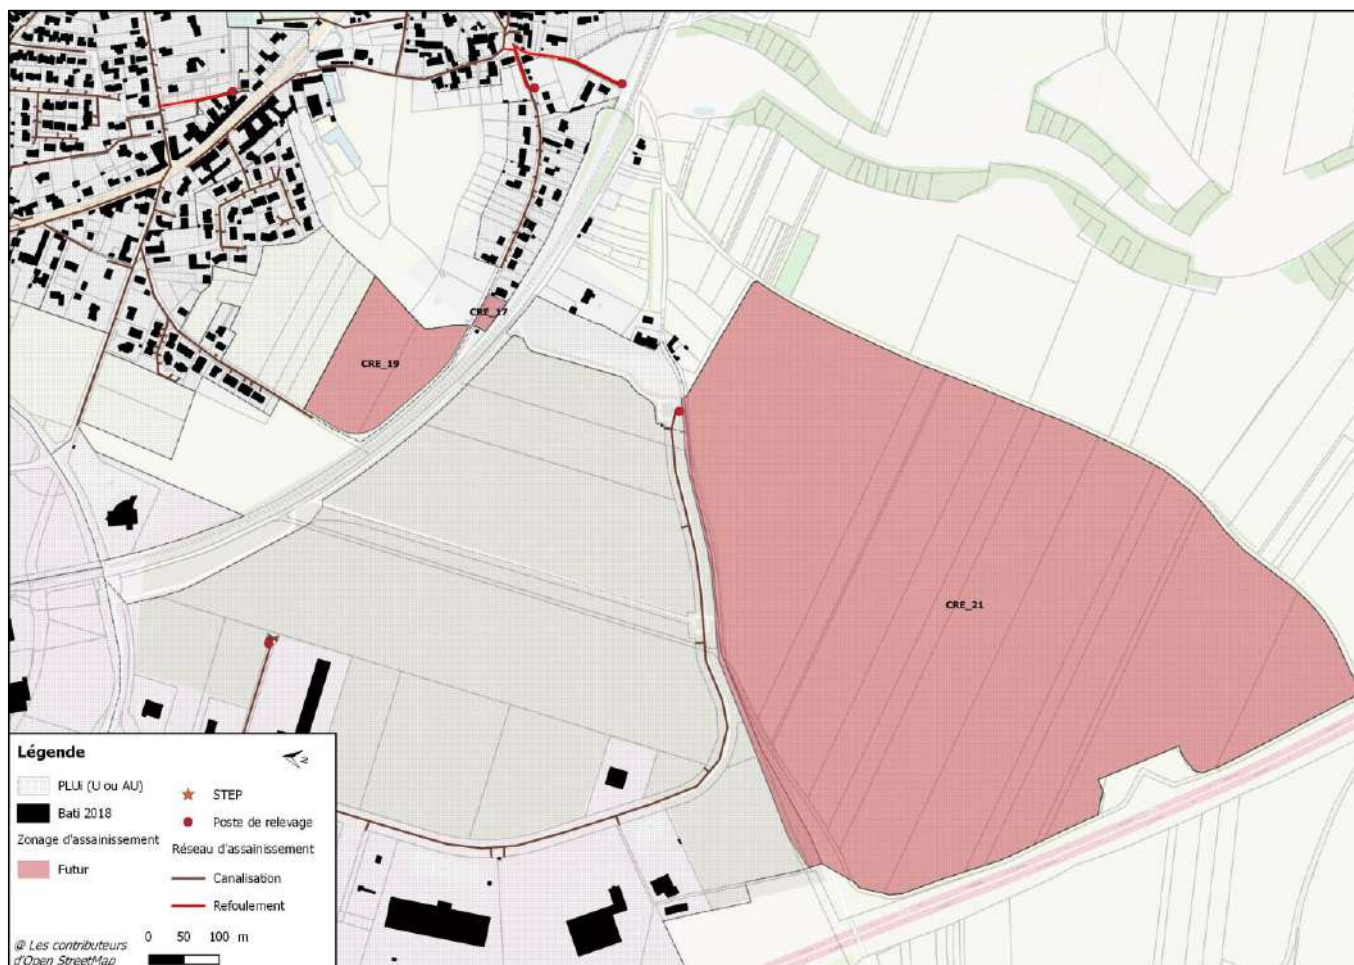 CRE_17
CRE_19
CRE_21
Légende
N
PLUi (U ou AU)
Bati 2018
Zonage d'assainissement
Futur
STEP
Poste de relevage
Réseau d'assainissement
Canalisation
Refoulement
0 50 100 m
@ Les contributeurs
d'Open StreetMap